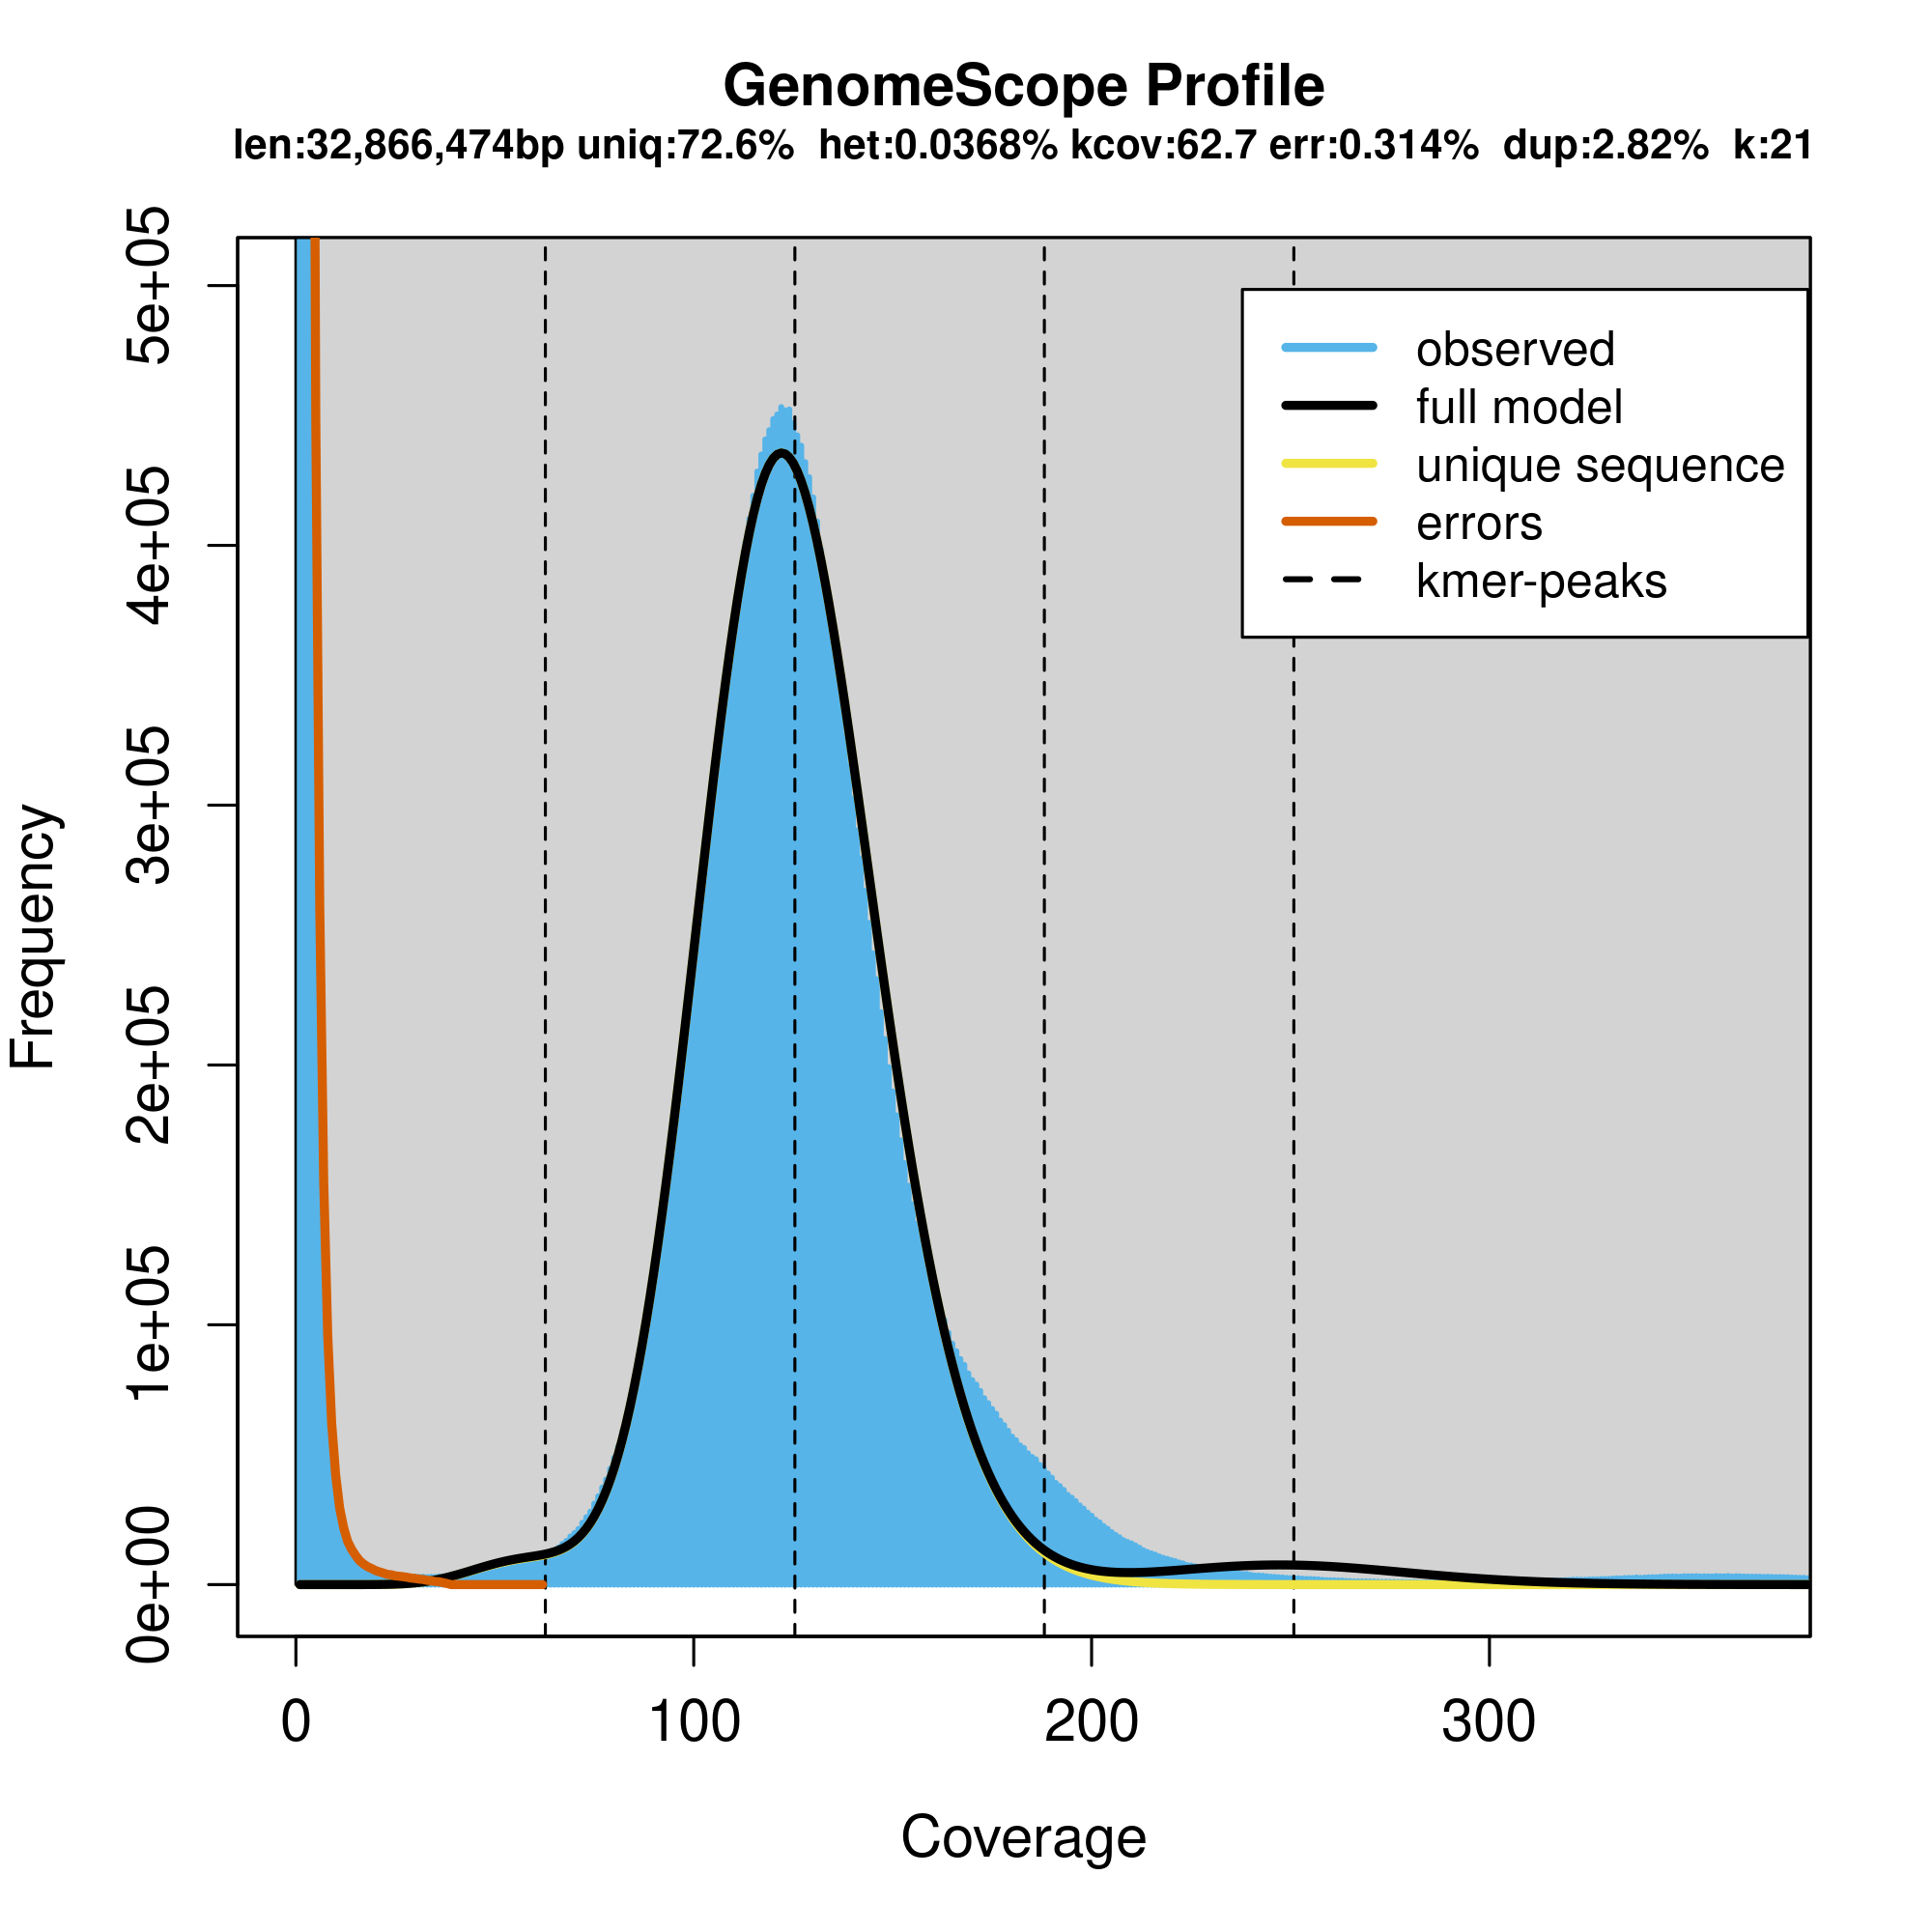 GenomeScope Profile
len:32,866,474bp uniq:72.6% het:0.0368% kcov:62.7 err:0.314% dup:2.82% k:21
5e+05
4e+05
3e+05
2e+05
1e+05
0e+00
Frequency
observed
full model
unique sequence
errors
kmer-peaks
0 100 200 300
Coverage